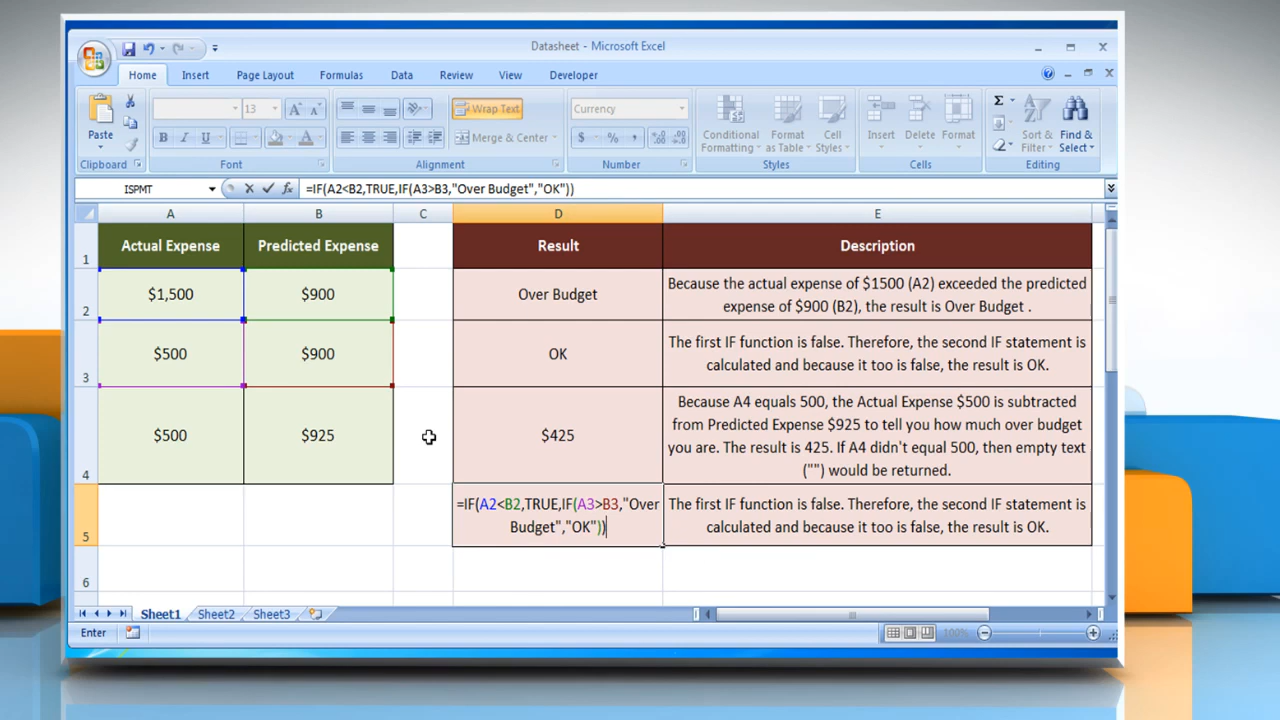 Datasheet - Microsoft Excel
Home Insert Page Layout Formulas Data Review View Developer
Paste
13
Wrap Text
Merge & Center
Currency
$ % ,
Conditional Formatting
Format as Table
Cell Styles
Insert Delete Format
Sort & Filter
Find & Select
Clipboard Font Alignment Number Styles Cells Editing
ISPMT
=IF(A2<B2,TRUE,IF(A3>B3,"Over Budget","OK"))
A B C D E
1 Actual Expense Predicted Expense Result Description
2 $1,500 $900 Over Budget
Because the actual expense of $1500 (A2) exceeded the predicted
expense of $900 (B2), the result is Over Budget .
3 $500 $900 OK
The first IF function is false. Therefore, the second IF statement is
calculated and because it too is false, the result is OK.
4 $500 $925 $425
Because A4 equals 500, the Actual Expense $500 is subtracted
from Predicted Expense $925 to tell you how much over budget
you are. The result is 425. If A4 didn't equal 500, then empty text
("") would be returned.
5
=IF(A2<B2,TRUE,IF(A3>B3,"Over
Budget","OK"))
The first IF function is false. Therefore, the second IF statement is
calculated and because it too is false, the result is OK.
6
Sheet1 Sheet2 Sheet3
Enter
100%